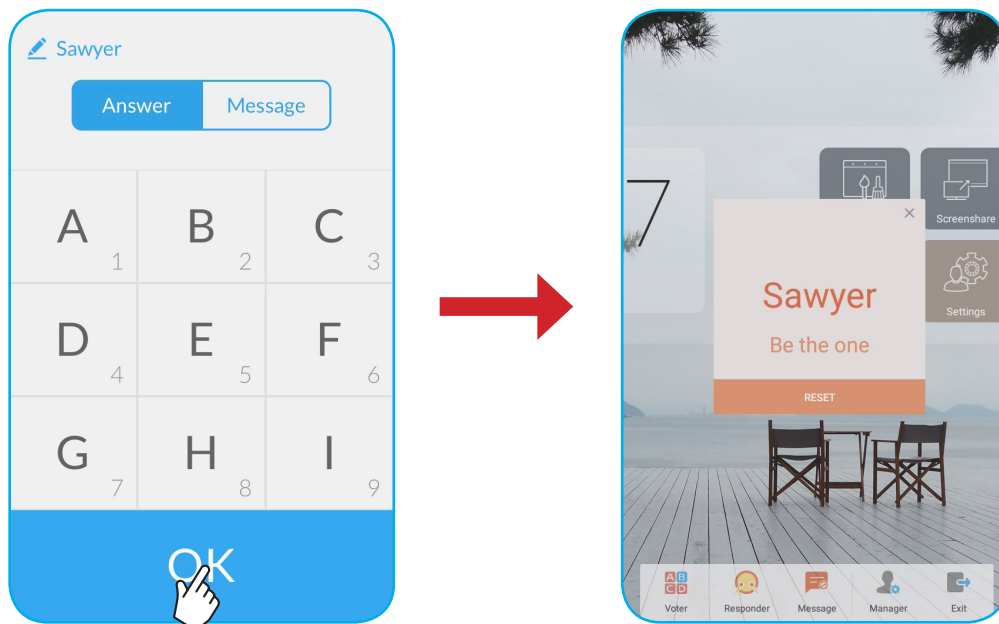 Sawyer
Answer Message
A 1 B 2 C 3
D 4 E 5 F 6
G 7 H 8 I 9
OK
7
Screenshare
Settings
×
Sawyer
Be the one
RESET
A B
C D
Voter Responder Message Manager Exit